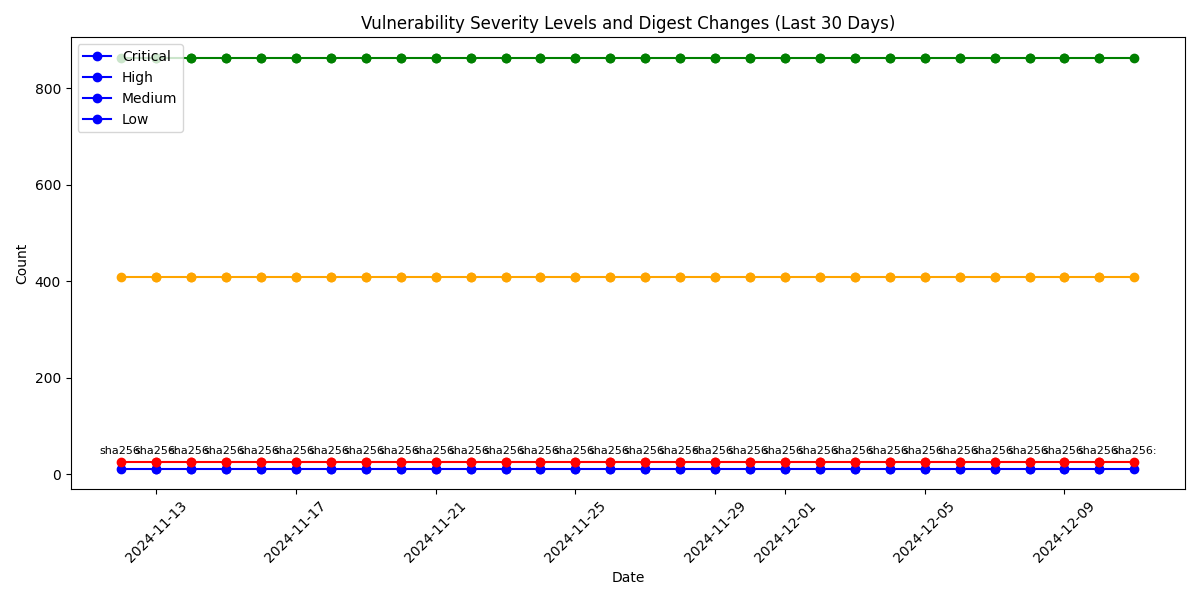 Vulnerability Severity Levels and Digest Changes (Last 30 Days)
Critical
High
Medium
Low
800
600
400
200
0
Count
sha256: sha256: sha256: sha256: sha256: sha256: sha256: sha256: sha256: sha256: sha256: sha256: sha256: sha256: sha256: sha256: sha256: sha256: sha256: sha256: sha256: sha256: sha256: sha256: sha256: sha256: sha256: sha256: sha256: sha256:
2024-11-13 2024-11-17 2024-11-21 2024-11-25 2024-11-29 2024-12-01 2024-12-05 2024-12-09
Date